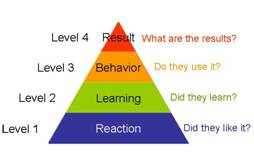 Level 4 Result What are the results?
Level 3 Behavior Do they use it?
Level 2 Learning Did they learn?
Level 1 Reaction Did they like it?